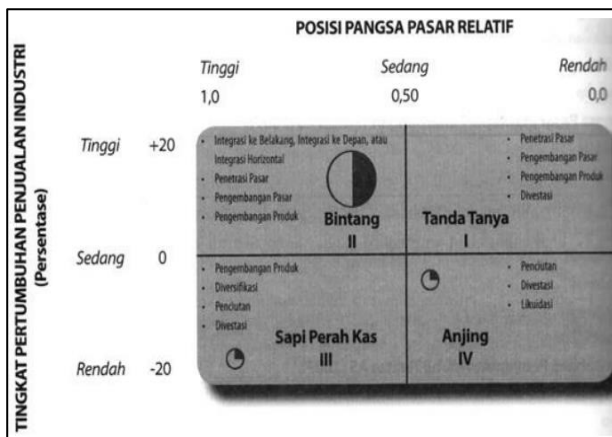 POSISI PANGSA PASAR RELATIF
Tinggi Sedang Rendah
1,0 0,50 0,0
TINGKAT PERTUMBUHAN PENJUALAN INDUSTRI
(Persentase)
Tinggi +20
• Integrasi ke Belakang, Integrasi ke Depan, atau
Integrasi Horizontal
• Penetrasi Pasar
• Pengembangan Pasar
• Pengembangan Produk
Bintang
II
• Penetrasi Pasar
• Pengembangan Pasar
• Pengembangan Produk
• Divestasi
Tanda Tanya
I
Sedang 0
• Pengembangan Produk
• Diversifikasi
• Penciutan
• Divestasi
Sapi Perah Kas
III
• Penciutan
• Divestasi
• Likuidasi
Anjing
IV
Rendah -20